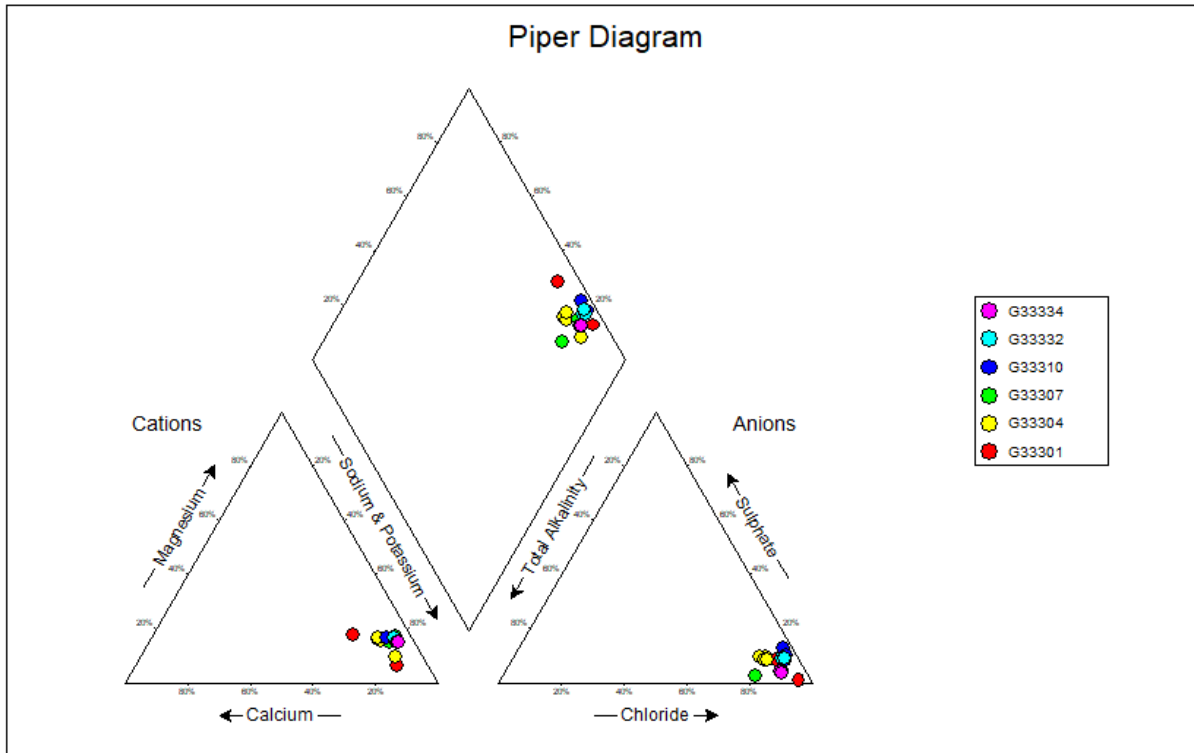 Piper Diagram
80%
80%
60%
60%
40%
40%
20%
20%
G33334
G33332
G33310
G33307
G33304
G33301
Cations
Anions
Magnesium
Sodium & Potassium
Total Alkalinity
Sulphate
80%
20%
20%
80%
60%
40%
40%
60%
40%
60%
60%
40%
20%
80%
80%
20%
80%
60%
40%
20%
20%
40%
60%
80%
Calcium
Chloride